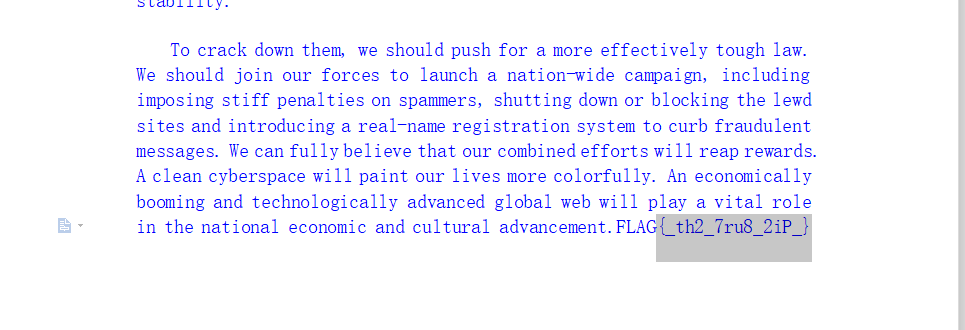 stability.
To crack down them, we should push for a more effectively tough law.
We should join our forces to launch a nation-wide campaign, including
imposing stiff penalties on spammers, shutting down or blocking the lewd
sites and introducing a real-name registration system to curb fraudulent
messages. We can fully believe that our combined efforts will reap rewards.
A clean cyberspace will paint our lives more colorfully. An economically
booming and technologically advanced global web will play a vital role
in the national economic and cultural advancement.FLAG{_th2_7ru8_2iP_}